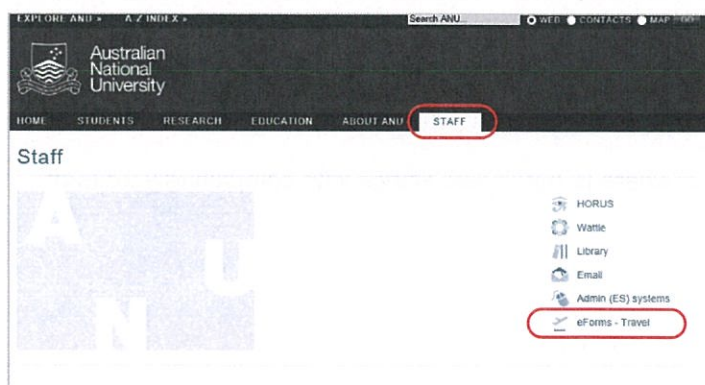 EXPLORE ANU » A-Z INDEX » Search ANU... WEB CONTACTS MAP GO
Australian
National
University
HOME STUDENTS RESEARCH EDUCATION ABOUT ANU STAFF
Staff
A
N
U
HORUS
Wattle
Library
Email
Admin (ES) systems
eForms - Travel